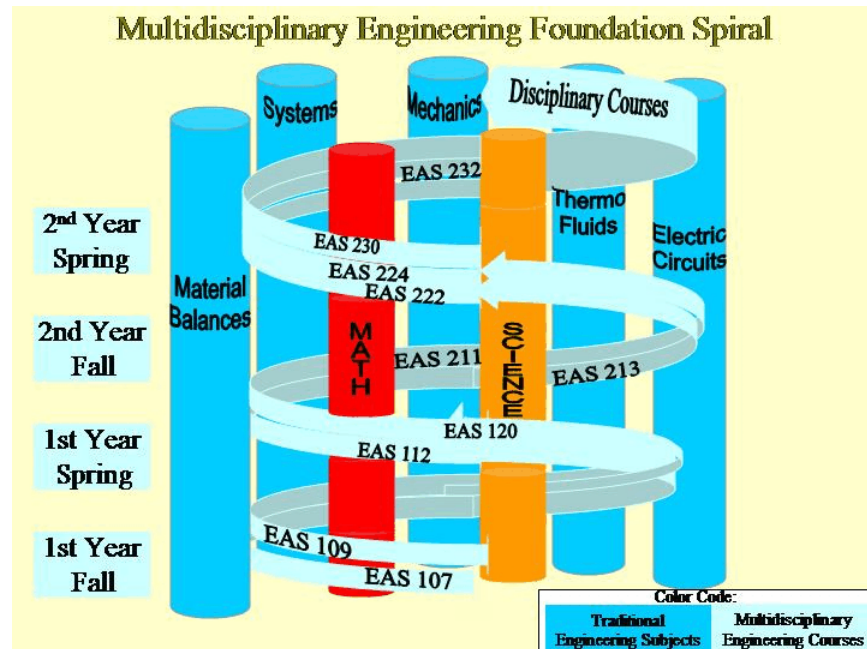 Multidisciplinary Engineering Foundation Spiral
Systems
Mechanics
Disciplinary Courses
EAS 232
Thermo
Fluids
Electric
Circuits
2nd Year
Spring
EAS 230
EAS 224
EAS 222
Material
Balances
2nd Year
Fall
MATH
EAS 211
SCIENCE
EAS 213
1st Year
Spring
EAS 120
EAS 112
1st Year
Fall
EAS 109
EAS 107
Color Code:
Traditional
Engineering Subjects
Multidisciplinary
Engineering Courses